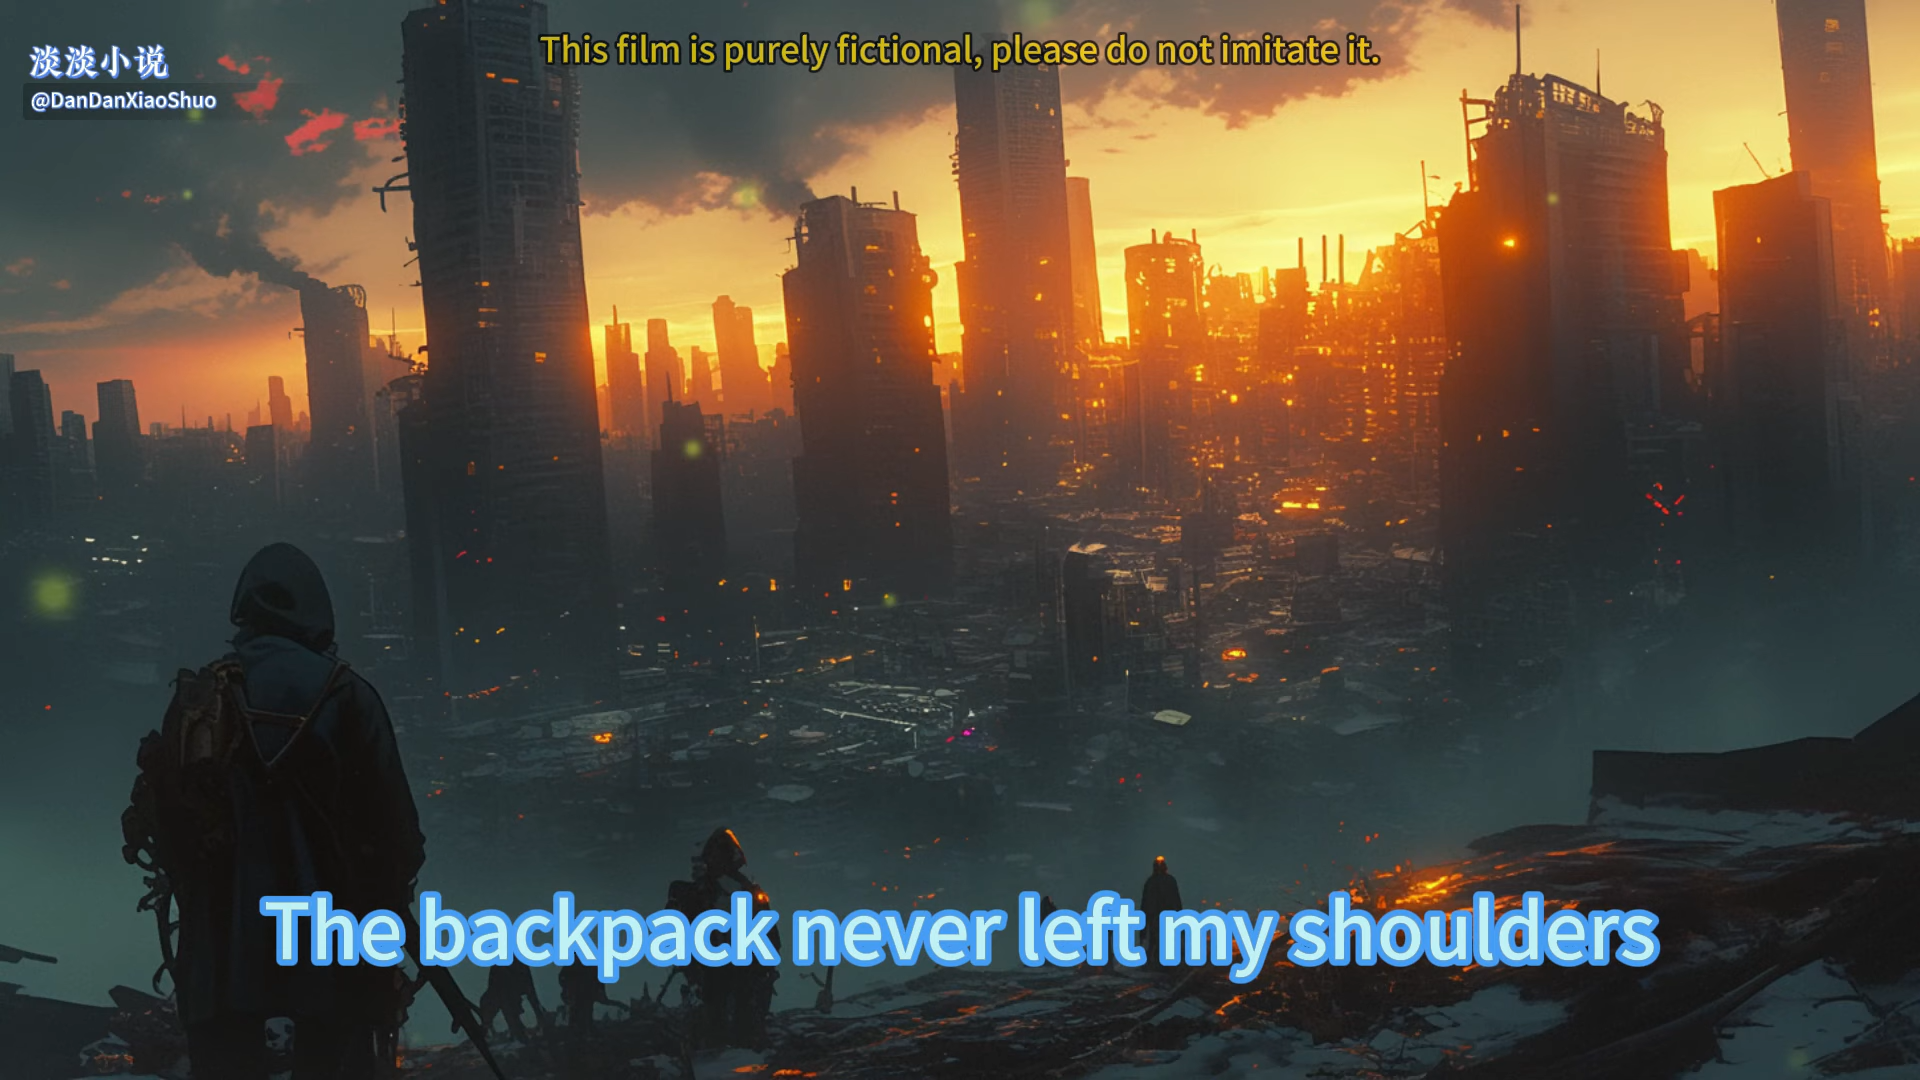 淡淡小说
@DanDanXiaoShuo
This film is purely fictional, please do not imitate it.
The backpack never left my shoulders